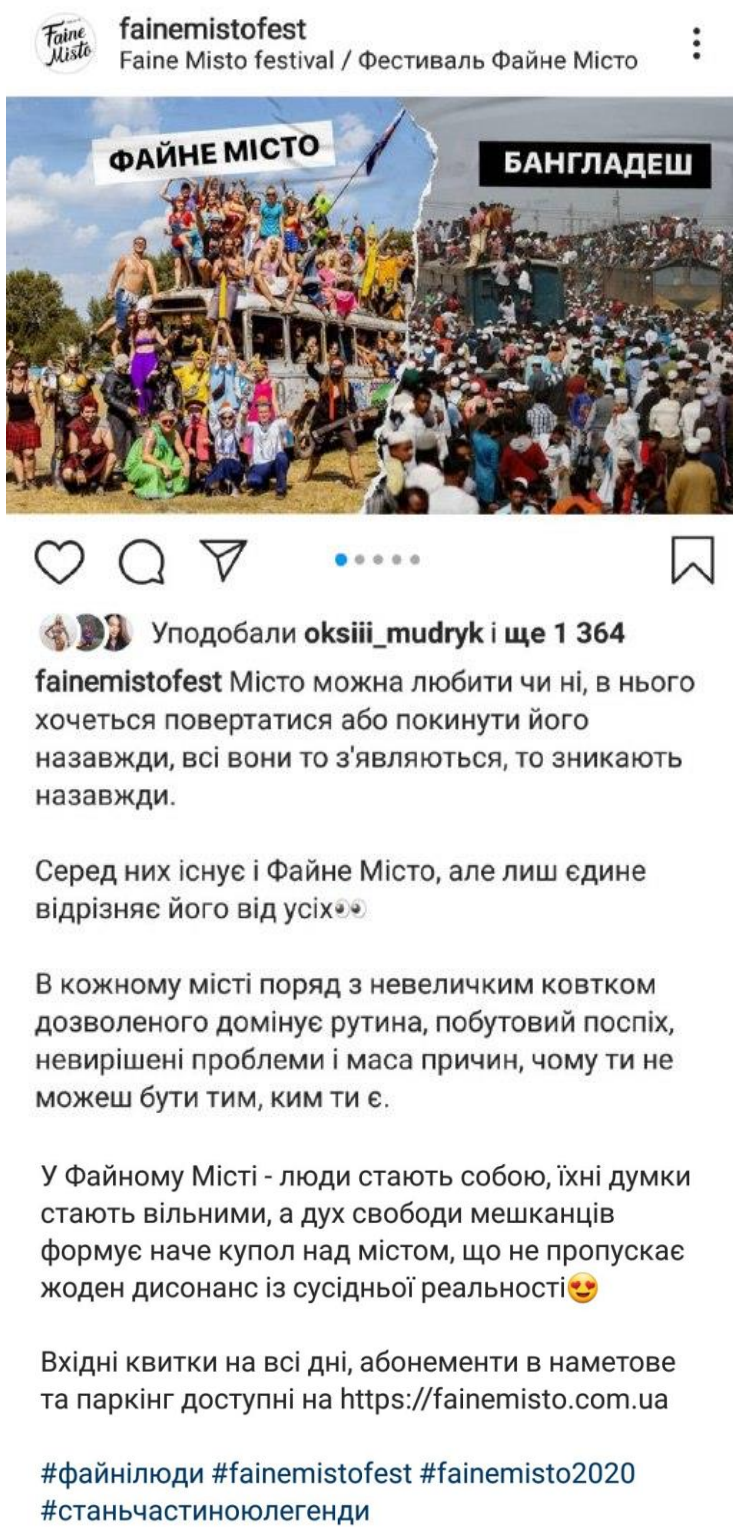 Faine
Misto
fainemistofest
Faine Misto festival / Фестиваль Файне Місто
ФАЙНЕ МІСТО
БАНГЛАДЕШ
Уподобали oksiii_mudryk і ще 1 364
fainemistofest Місто можна любити чи ні, в нього
хочеться повертатися або покинути його
назавжди, всі вони то з'являються, то зникають
назавжди.
Серед них існує і Файне Місто, але лиш єдине
відрізняє його від усіх👀
В кожному місті поряд з невеличким ковтком
дозволеного домінує рутина, побутовий поспіх,
невирішені проблеми і маса причин, чому ти не
можеш бути тим, ким ти є.
У Файному Місті - люди стають собою, їхні думки
стають вільними, а дух свободи мешканців
формує наче купол над містом, що не пропускає
жоден дисонанс із сусідньої реальності😍
Вхідні квитки на всі дні, абонементи в наметове
та паркінг доступні на https://fainemisto.com.ua
#файнілюди #fainemistofest #fainemisto2020
#станьчастиноюлегенди